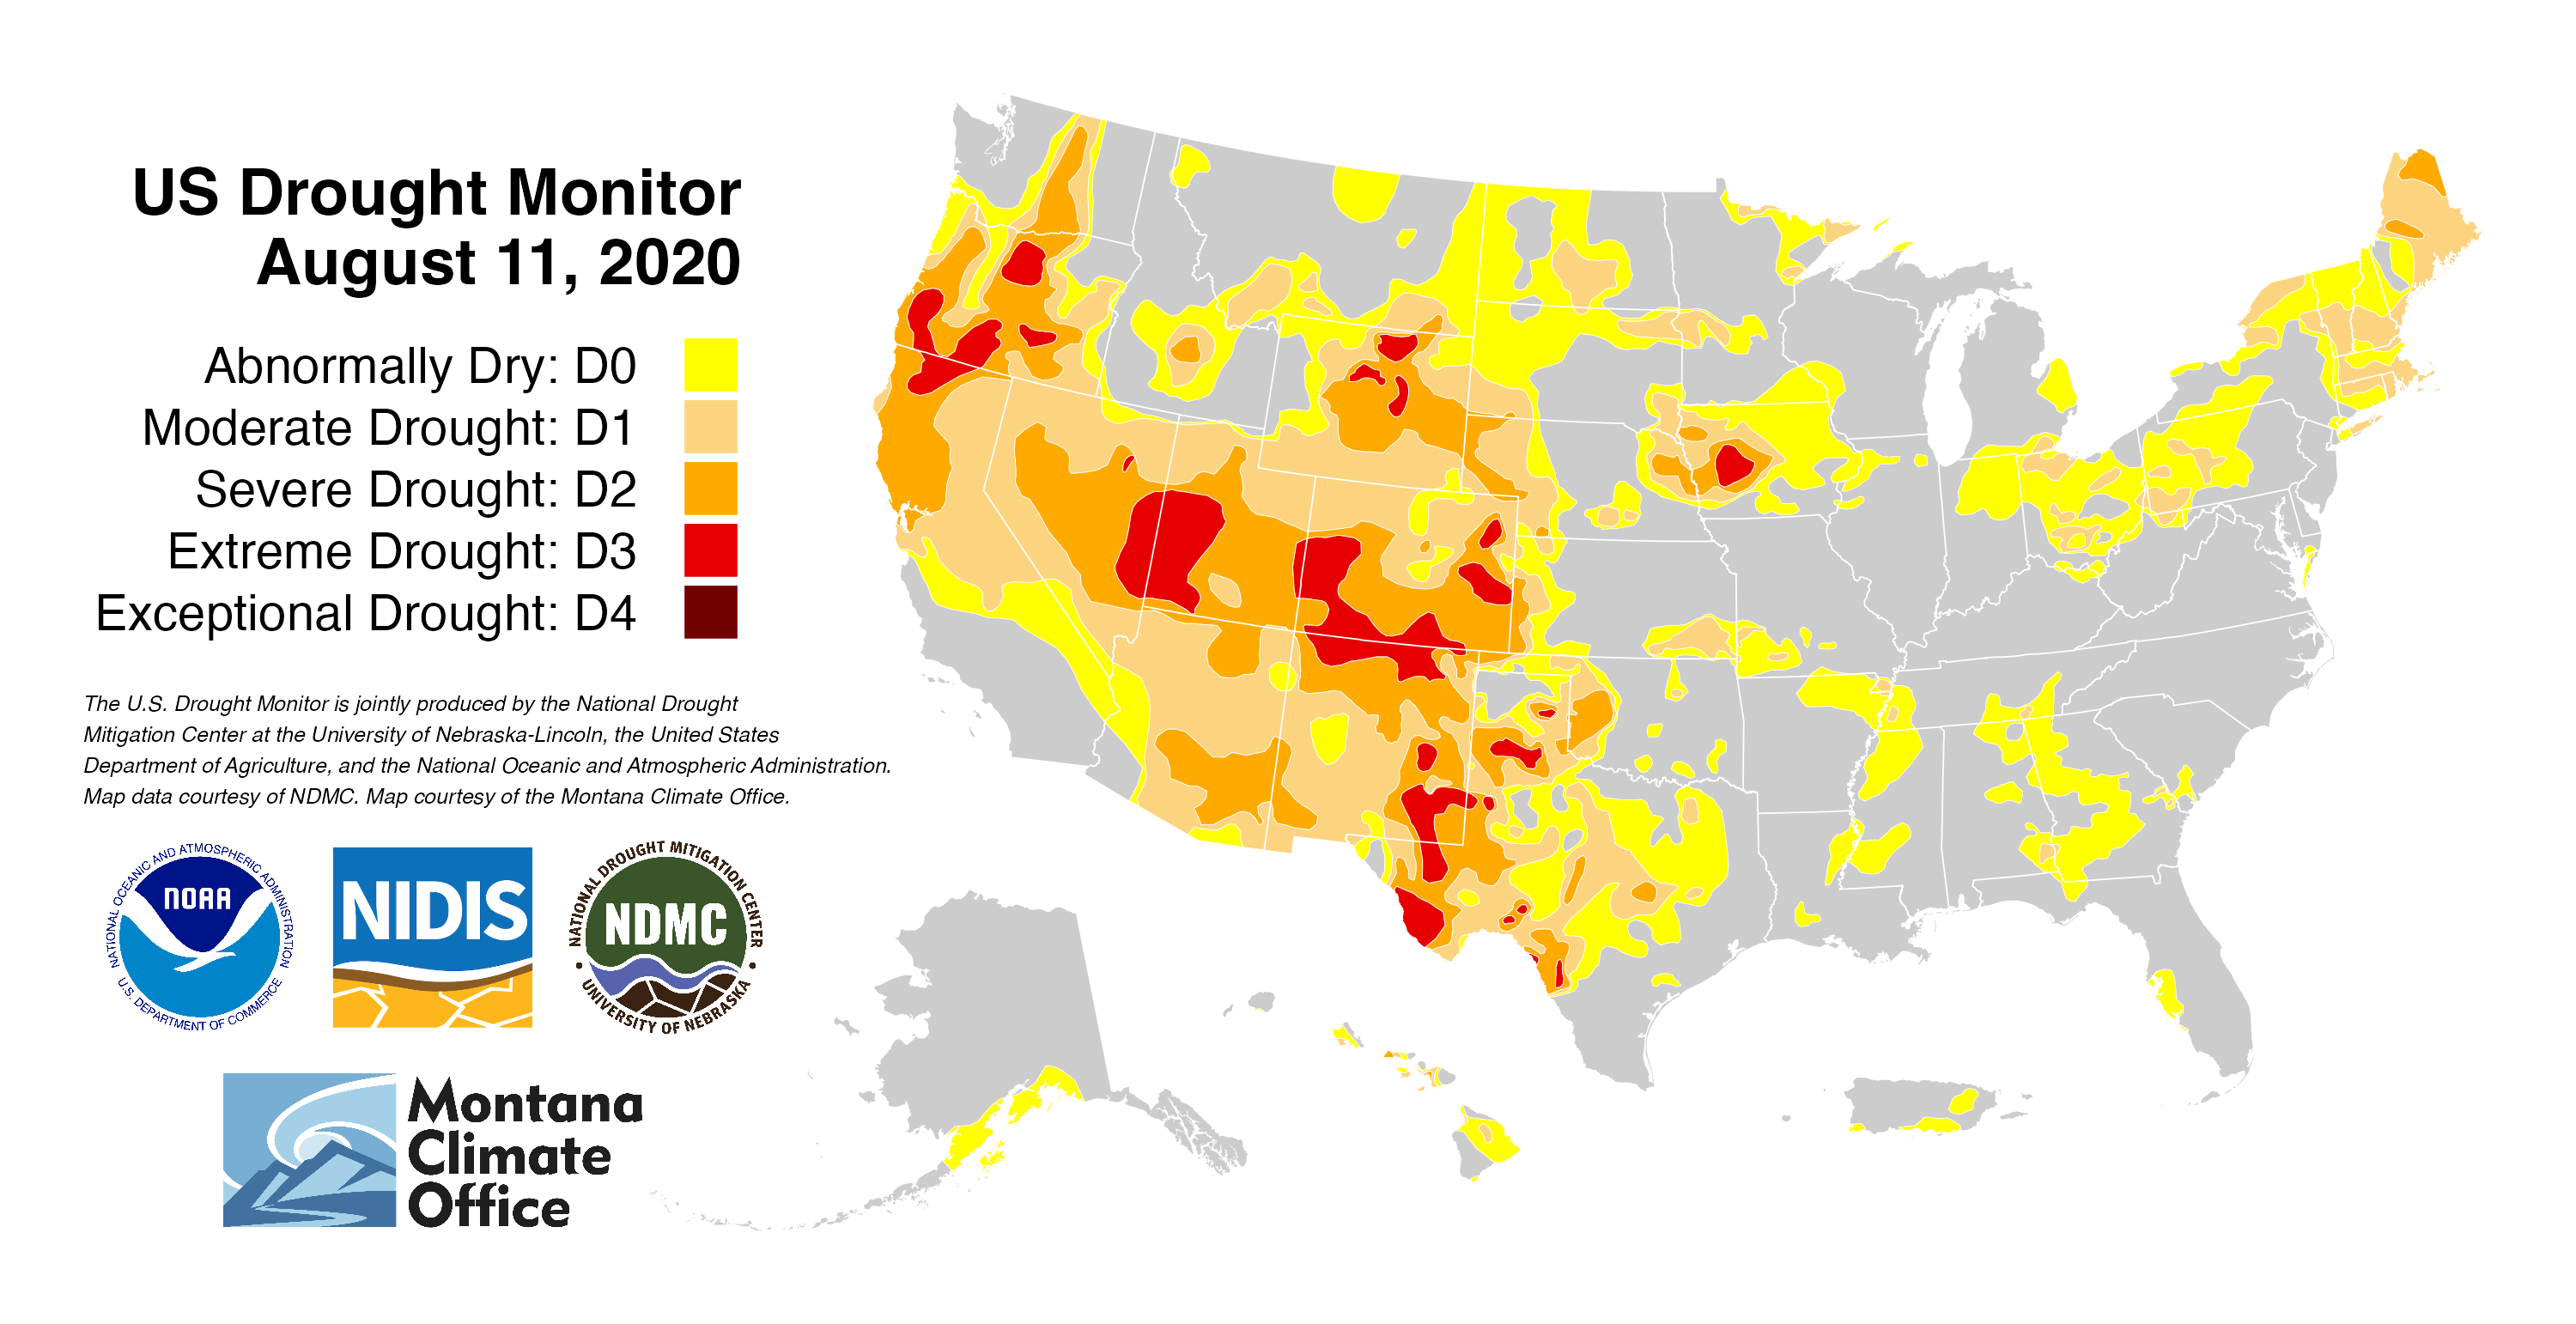 US Drought Monitor
August 11, 2020
Abnormally Dry: D0
Moderate Drought: D1
Severe Drought: D2
Extreme Drought: D3
Exceptional Drought: D4
The U.S. Drought Monitor is jointly produced by the National Drought
Mitigation Center at the University of Nebraska-Lincoln, the United States
Department of Agriculture, and the National Oceanic and Atmospheric Administration.
Map data courtesy of NDMC. Map courtesy of the Montana Climate Office.
NATIONAL OCEANIC AND ATMOSPHERIC ADMINISTRATION
NOAA
U.S. DEPARTMENT OF COMMERCE
NIDIS
NATIONAL DROUGHT MITIGATION CENTER
NDMC
UNIVERSITY OF NEBRASKA
Montana
Climate
Office